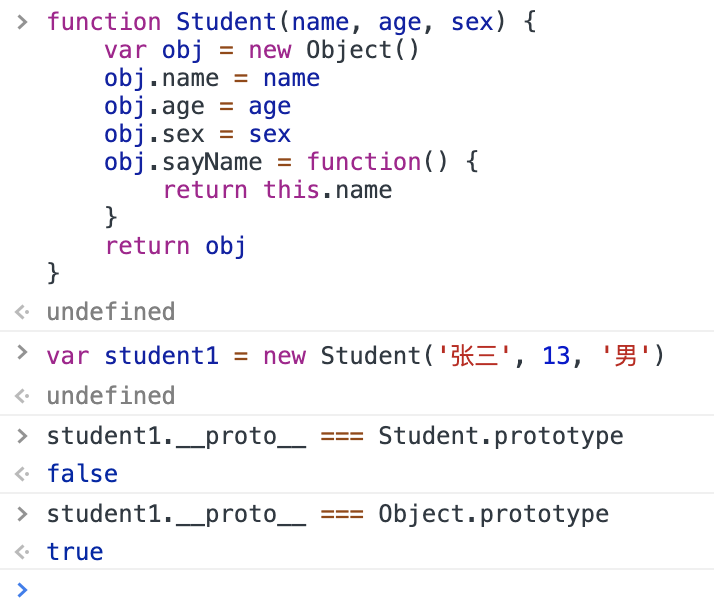 > function Student(name, age, sex) {
    var obj = new Object()
    obj.name = name
    obj.age = age
    obj.sex = sex
    obj.sayName = function() {
        return this.name
    }
    return obj
}
<· undefined
> var student1 = new Student('张三', 13, '男')
<· undefined
> student1.__proto__ === Student.prototype
<· false
> student1.__proto__ === Object.prototype
<· true
>